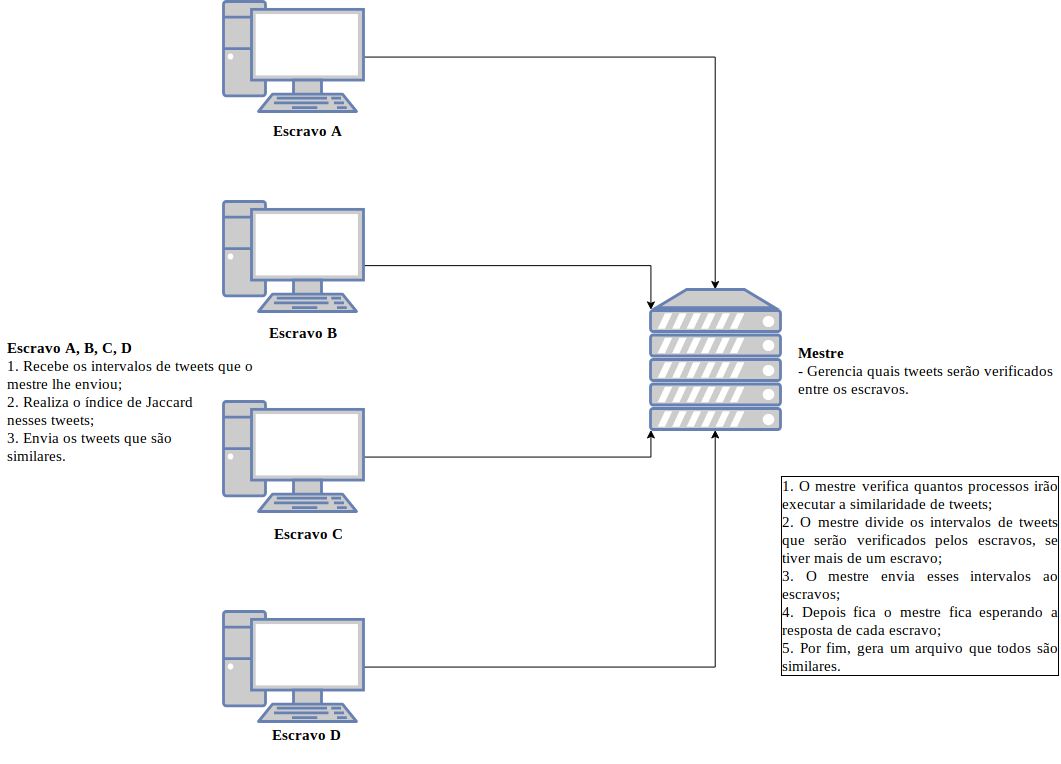 Escravo A
Escravo B
Escravo A, B, C, D
1. Recebe os intervalos de tweets que o
mestre lhe enviou;
2. Realiza o índice de Jaccard
nesses tweets;
3. Envia os tweets que são
similares.
Mestre
- Gerencia quais tweets serão verificados
entre os escravos.
Escravo C
1. O mestre verifica quantos processos irão
executar a similaridade de tweets;
2. O mestre divide os intervalos de tweets
que serão verificados pelos escravos, se
tiver mais de um escravo;
3. O mestre envia esses intervalos ao
escravos;
4. Depois fica o mestre fica esperando a
resposta de cada escravo;
5. Por fim, gera um arquivo que todos são
similares.
Escravo D